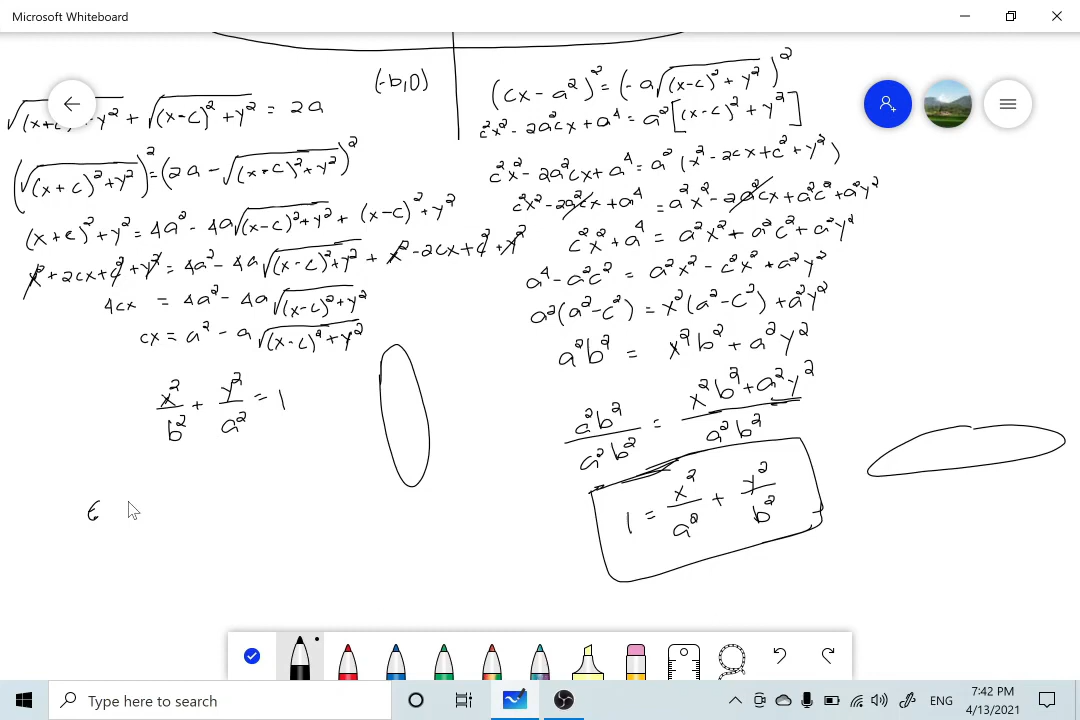 Microsoft Whiteboard
(-b,0)
√(x+c)²+y² + √(x-c)²+y² = 2a
(√(x+c)²+y²)² = (2a - √(x-c)²+y²)²
(x+c)²+y² = 4a² - 4a√(x-c)²+y² + (x-c)²+y²
x²+2cx+c²+y² = 4a² - 4a√(x-c)²+y² + x²-2cx+c²+y²
4cx = 4a² - 4a√(x-c)²+y²
cx = a² - a√(x-c)²+y²
x²/b² + y²/a² = 1
є
(cx - a²)² = (-a√(x-c)²+y²)²
c²x² - 2a²cx + a⁴ = a²[(x-c)²+y²]
c²x² - 2a²cx + a⁴ = a²(x²-2cx+c²+y²)
c²x² - 2a²cx + a⁴ = a²x² - 2a²cx + a²c² + a²y²
c²x² + a⁴ = a²x² + a²c² + a²y²
a⁴ - a²c² = a²x² - c²x² + a²y²
a²(a²-c²) = x²(a²-c²) + a²y²
a²b² = x²b² + a²y²
a²b²/a²b² = x²b²+a²y²/a²b²
1 = x²/a² + y²/b²
Type here to search
ENG
7:42 PM
4/13/2021